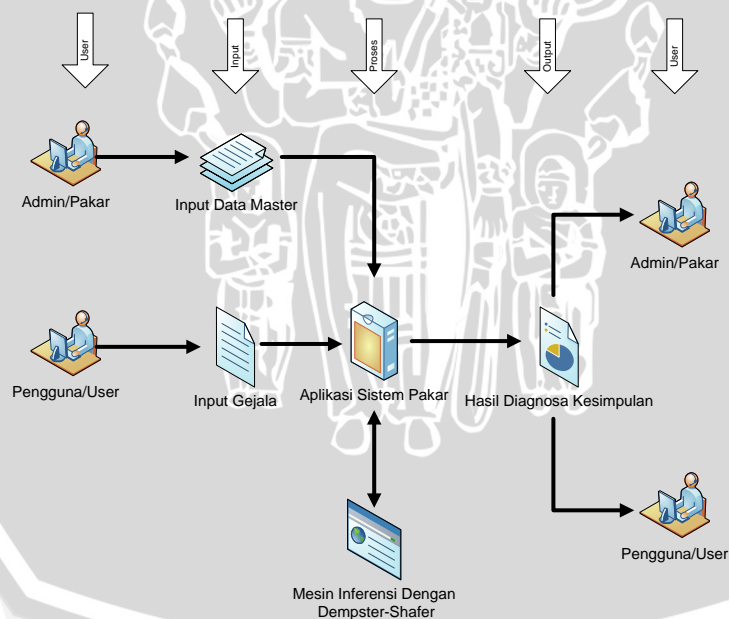 User
Input
Proses
Output
User
Admin/Pakar
Input Data Master
Admin/Pakar
Pengguna/User
Input Gejala
Aplikasi Sistem Pakar
Hasil Diagnosa Kesimpulan
Pengguna/User
Mesin Inferensi Dengan
Dempster-Shafer